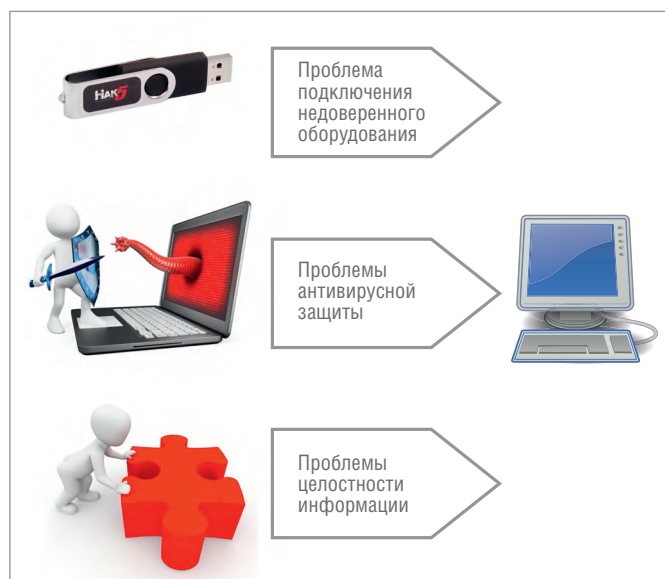 HAK5
Проблема
подключения
недоверенного
оборудования
Проблемы
антивирусной
защиты
Проблемы
целостности
информации